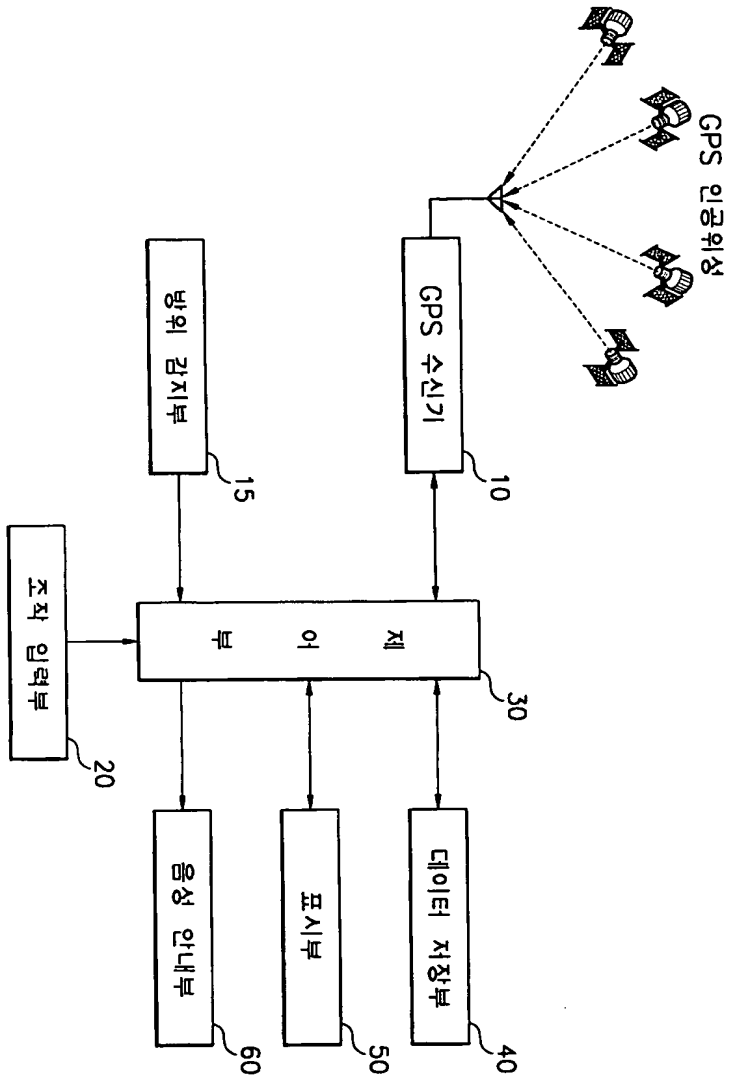 GPS 인공위성
GPS 수신기
10
방위 감지부
15
조작 입력부
20
제 어 부
30
데이터 저장부
40
표시부
50
음성 안내부
60